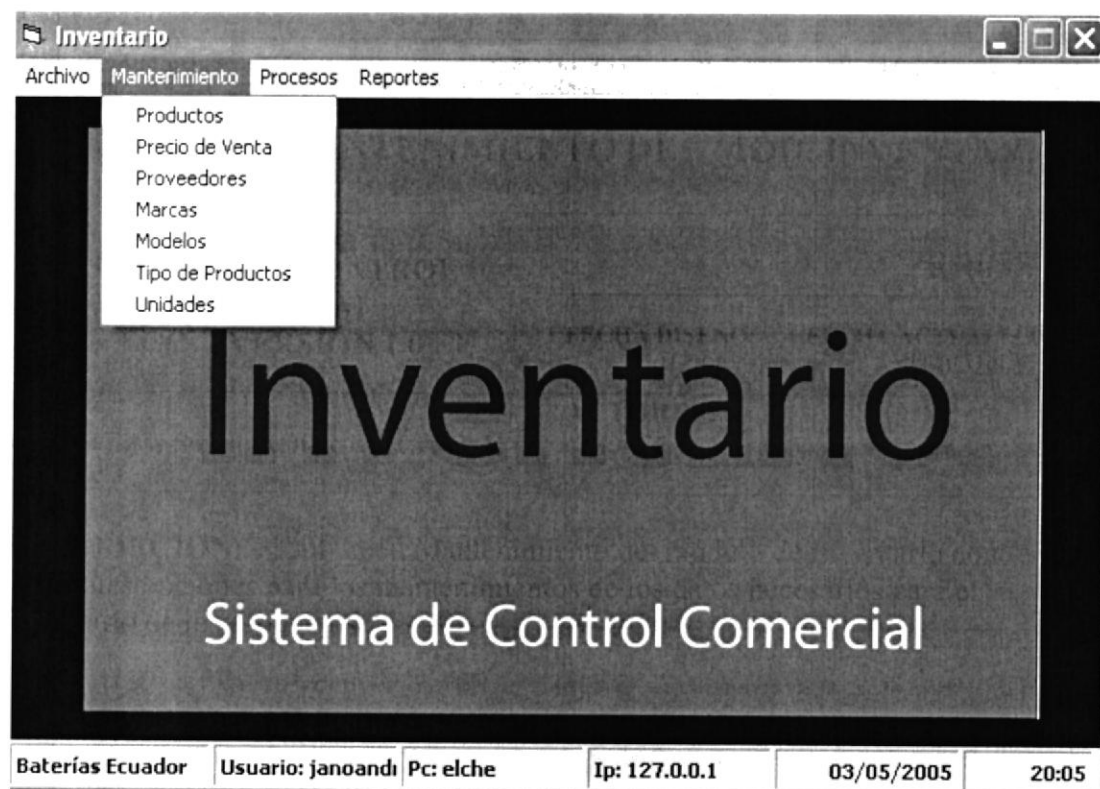 Inventario
Archivo Mantenimiento Procesos Reportes
Productos
Precio de Venta
Proveedores
Marcas
Modelos
Tipo de Productos
Unidades
Inventario
Sistema de Control Comercial
Baterías Ecuador Usuario: janoandi Pc: elche Ip: 127.0.0.1 03/05/2005 20:05